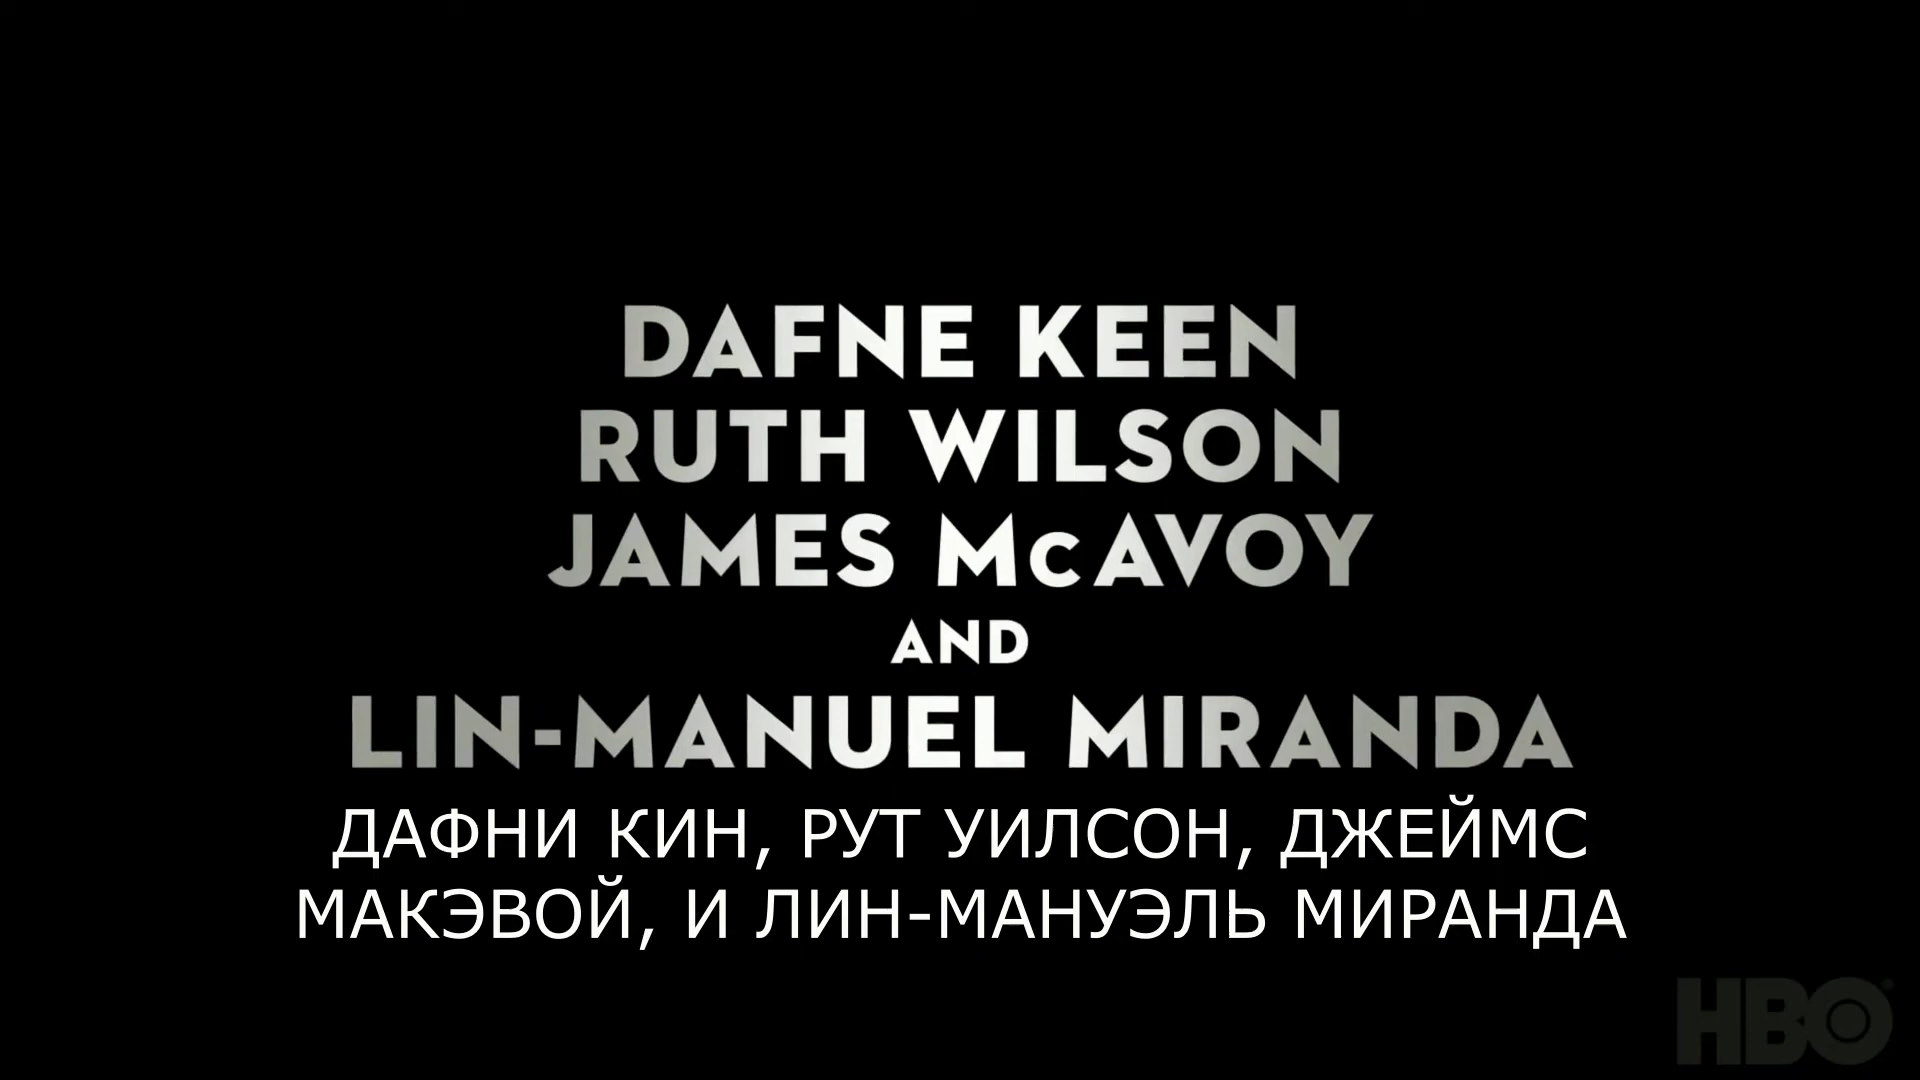 DAFNE KEEN
RUTH WILSON
JAMES McAVOY
AND
LIN-MANUEL MIRANDA
ДАФНИ КИН, РУТ УИЛСОН, ДЖЕЙМС
МАКЭВОЙ, И ЛИН-МАНУЭЛЬ МИРАНДА
HBO